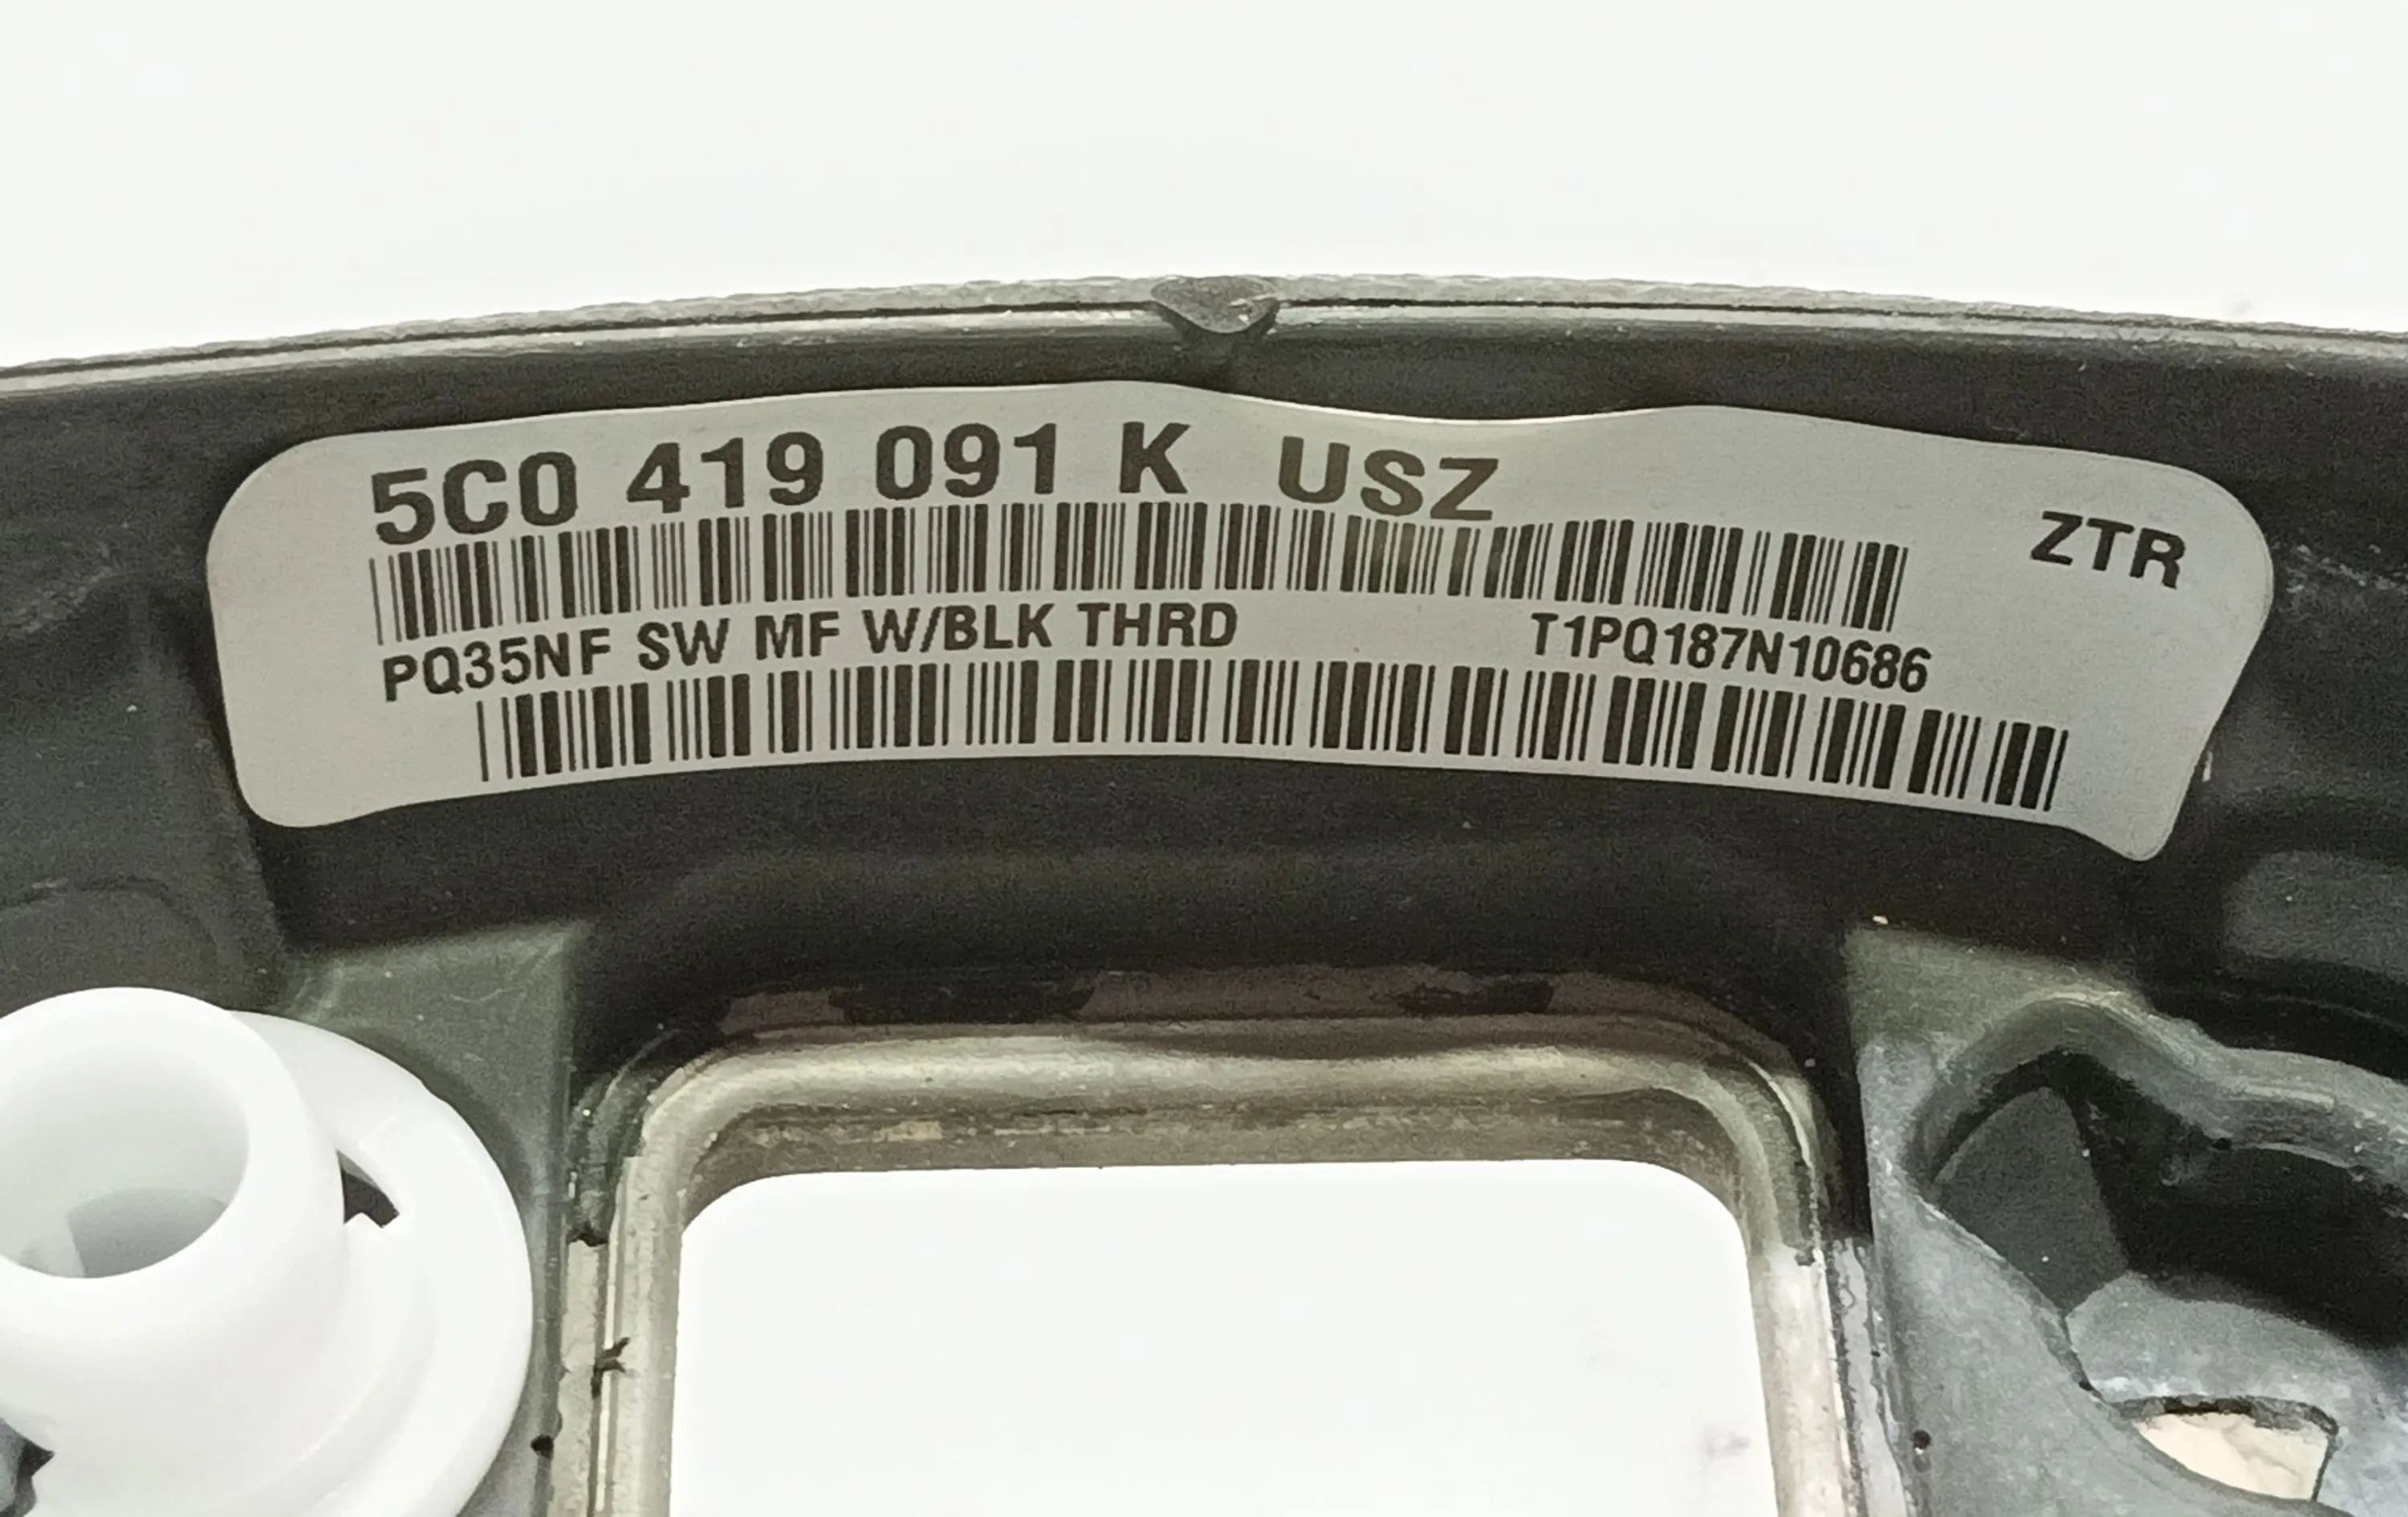 5C0 419 091 K USZ
ZTR
PQ35NF SW MF W/BLK THRD T1PQ187N10686